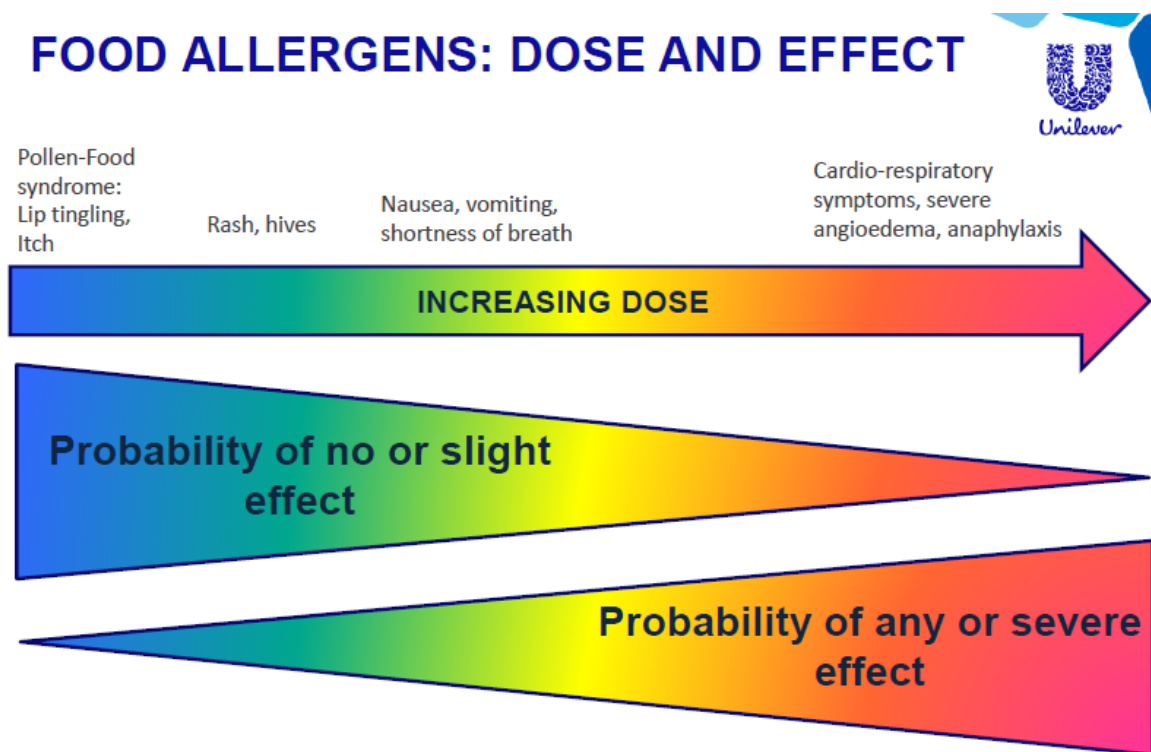 FOOD ALLERGENS: DOSE AND EFFECT
Unilever
Pollen-Food
syndrome:
Lip tingling,
Itch
Rash, hives
Nausea, vomiting,
shortness of breath
Cardio-respiratory
symptoms, severe
angioedema, anaphylaxis
INCREASING DOSE
Probability of no or slight
effect
Probability of any or severe
effect